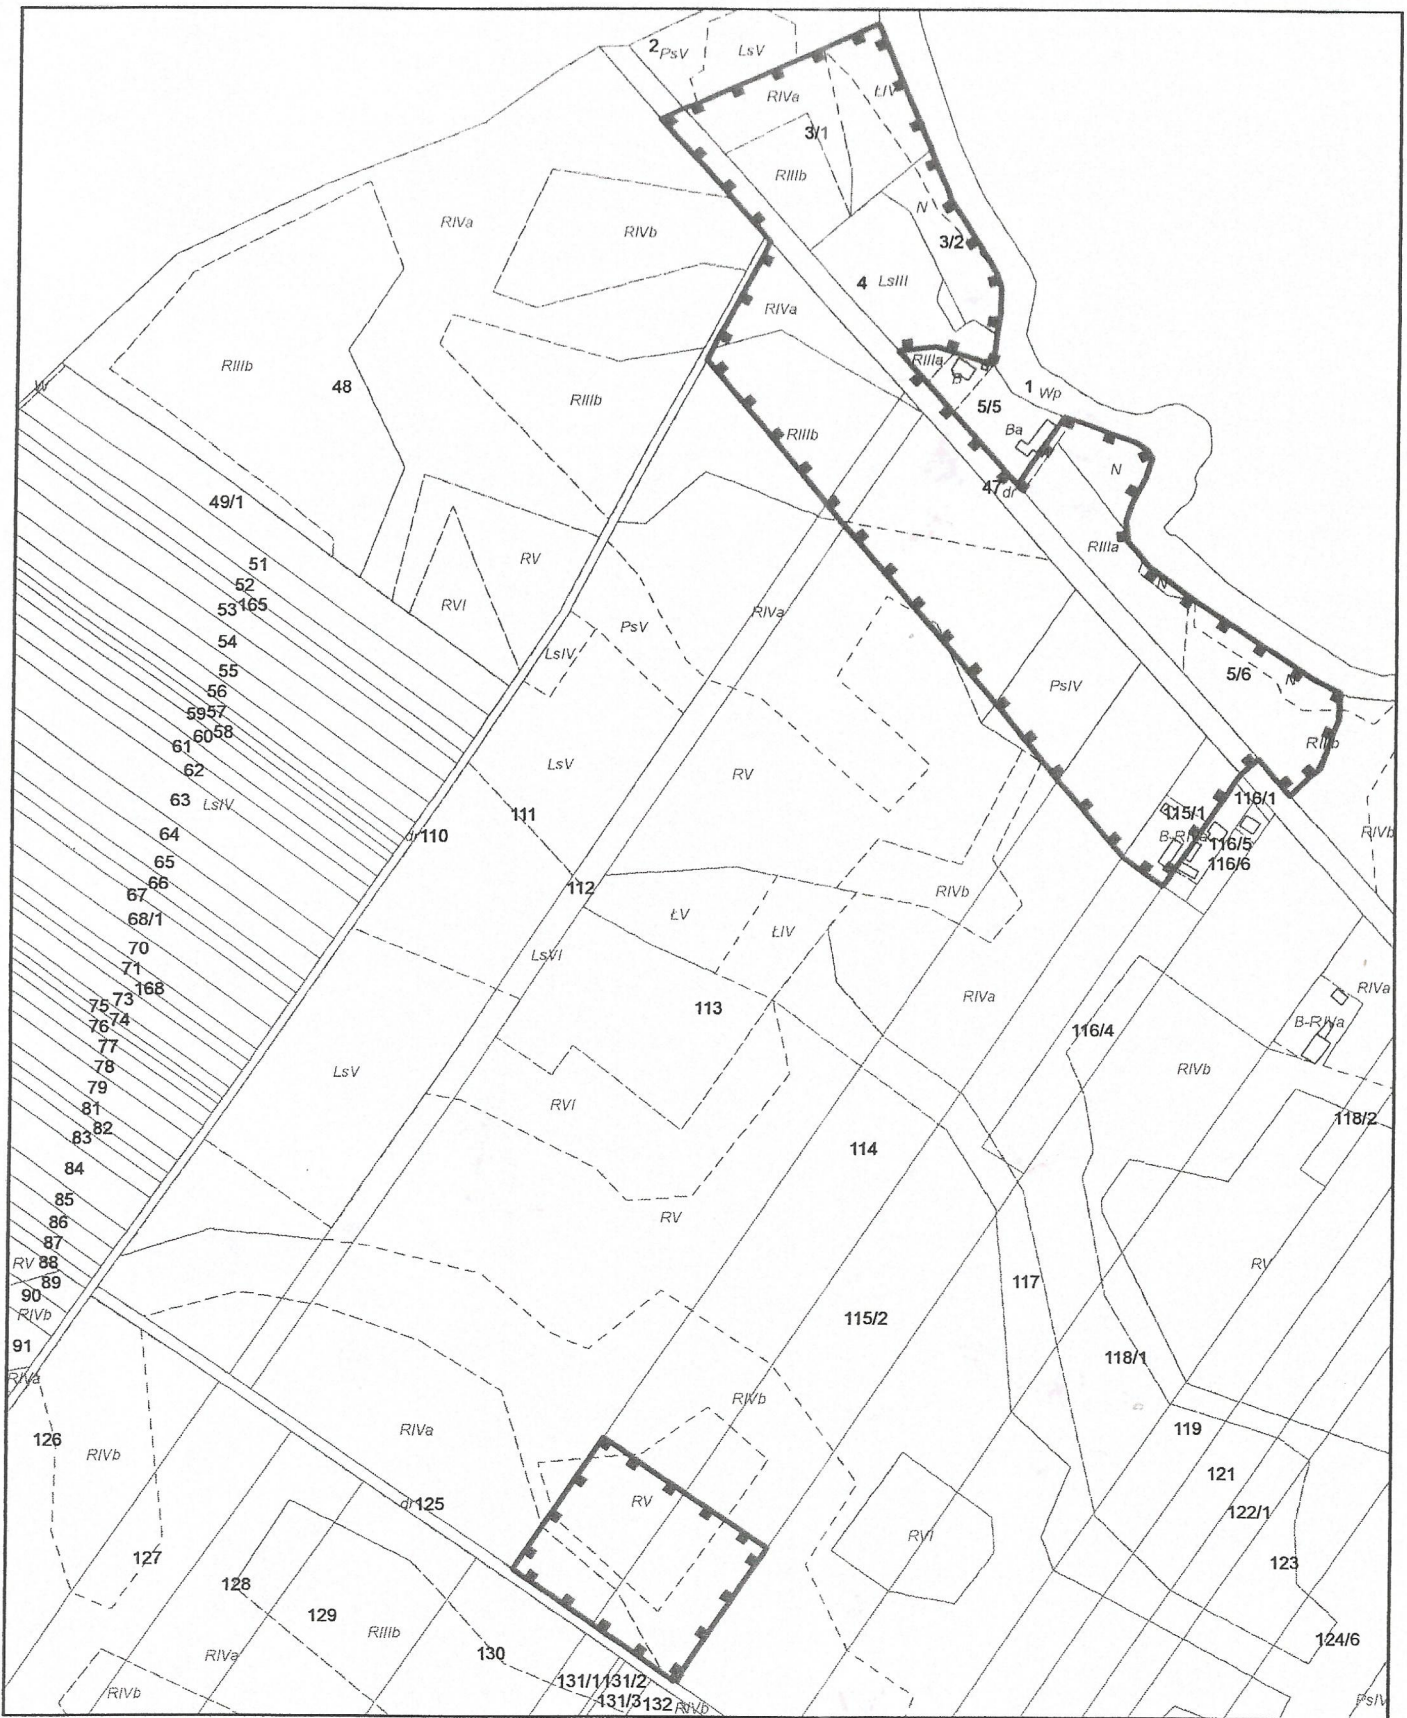 2 PsV
LsV
RIVa
ŁIV
3/1
RIIIb
RIVa
RIVb
N
3/2
4 LsIII
RIVa
RIIIb
48
W
RIIIb
RIIIa
B
1 Wp
5/5
Ba
RIIIb
N
47 dr
49/1
RIIIa
RV
51
52
53 165
RVI
N
54
PsV
RIVa
LsIV
55
5/6
N
56
PsIV
59 57
60 58
61
RIIIb
62
LsV
RV
63 LsIV
116/1
111
115/1
64
dr 110
B-RIVa
116/5
RIVb
65
116/6
66
112
RIVb
67
68/1
ŁV
ŁIV
70
LsVI
71
168
RIVa
RIVa
75 73
113
76 74
B-RIVa
116/4
77
78
LsV
RIVb
79
81
RVI
82
118/2
83
114
84
85
86
RV
87
RV 88
RV
89
117
90
RIVb
115/2
91
118/1
RIVa
RIVb
RIVa
119
126
RIVb
121
RV
dr 125
122/1
RVI
127
123
128
129
RIIIb
124/6
130
RIVa
131/1 131/2
RIVb
131/3 132 RIVb
PsIV